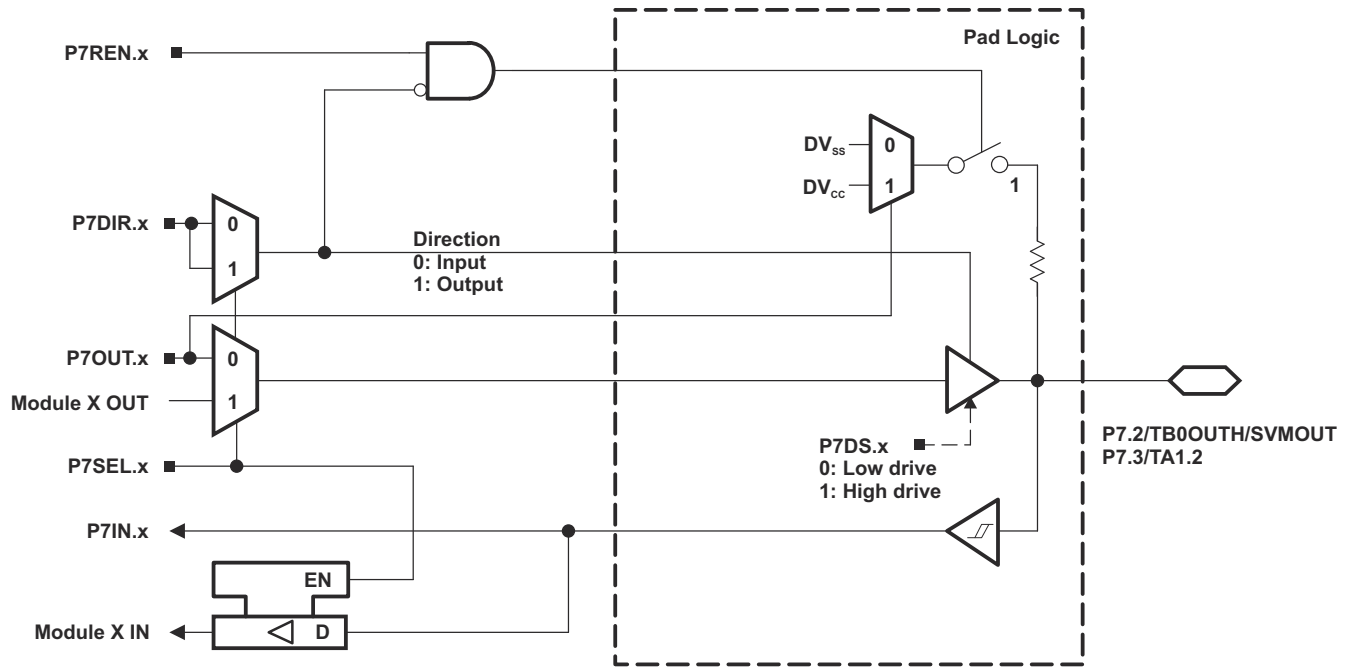 Pad Logic
P7REN.x
DVss
0
DVcc
1
1
P7DIR.x
0
1
Direction
0: Input
1: Output
P7OUT.x
0
Module X OUT
1
P7SEL.x
P7DS.x
0: Low drive
1: High drive
P7.2/TB0OUTH/SVMOUT
P7.3/TA1.2
P7IN.x
EN
Module X IN
D